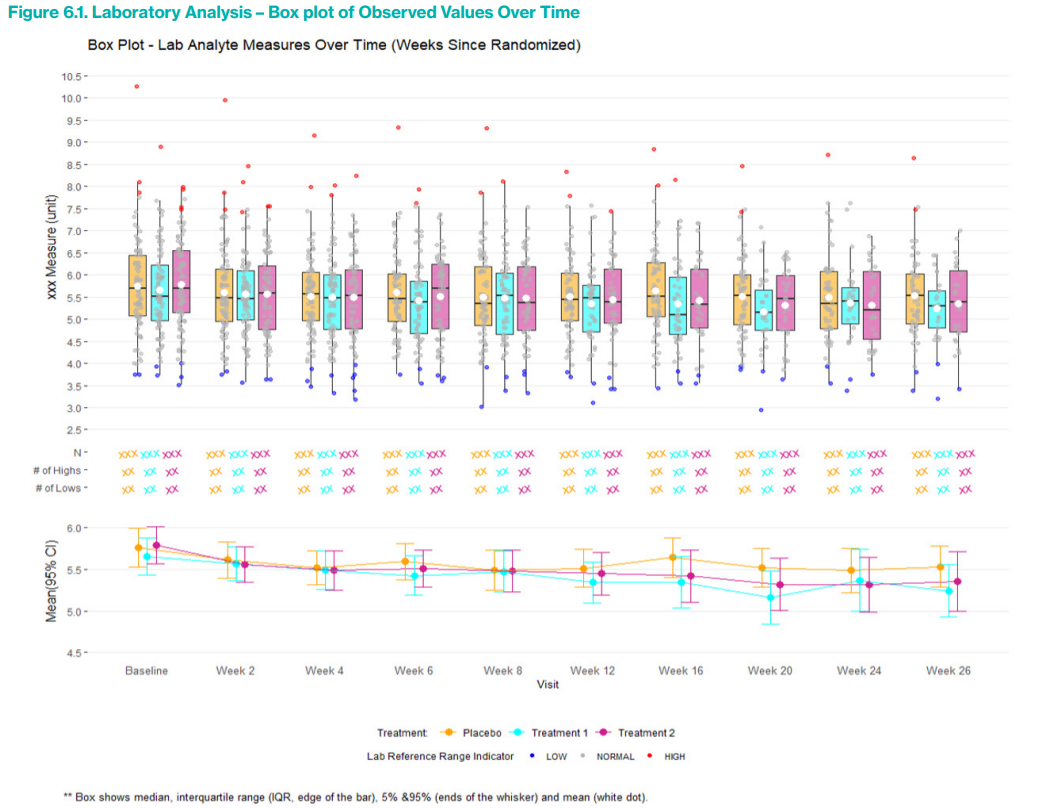 Figure 6.1. Laboratory Analysis – Box plot of Observed Values Over Time
Box Plot - Lab Analyte Measures Over Time (Weeks Since Randomized)
xxx Measure (unit)
10.5
10.0
9.5
9.0
8.5
8.0
7.5
7.0
6.5
6.0
5.5
5.0
4.5
4.0
3.5
3.0
2.5
N XXX XXX XXX XXX XXX XXX XXX XXX XXX XXX XXX XXX XXX XXX XXX XXX XXX XXX XXX XXX XXX XXX XXX XXX XXX XXX XXX XXX XXX XXX
# of Highs XX XX XX XX XX XX XX XX XX XX XX XX XX XX XX XX XX XX XX XX XX XX XX XX XX XX XX XX XX XX
# of Lows XX XX XX XX XX XX XX XX XX XX XX XX XX XX XX XX XX XX XX XX XX XX XX XX XX XX XX XX XX XX
Mean(95% CI)
6.0
5.5
5.0
4.5
Baseline Week 2 Week 4 Week 6 Week 8 Week 12 Week 16 Week 20 Week 24 Week 26
Visit
Treatment: Placebo Treatment 1 Treatment 2
Lab Reference Range Indicator LOW NORMAL HIGH
** Box shows median, interquartile range (IQR, edge of the bar), 5% &95% (ends of the whisker) and mean (white dot).